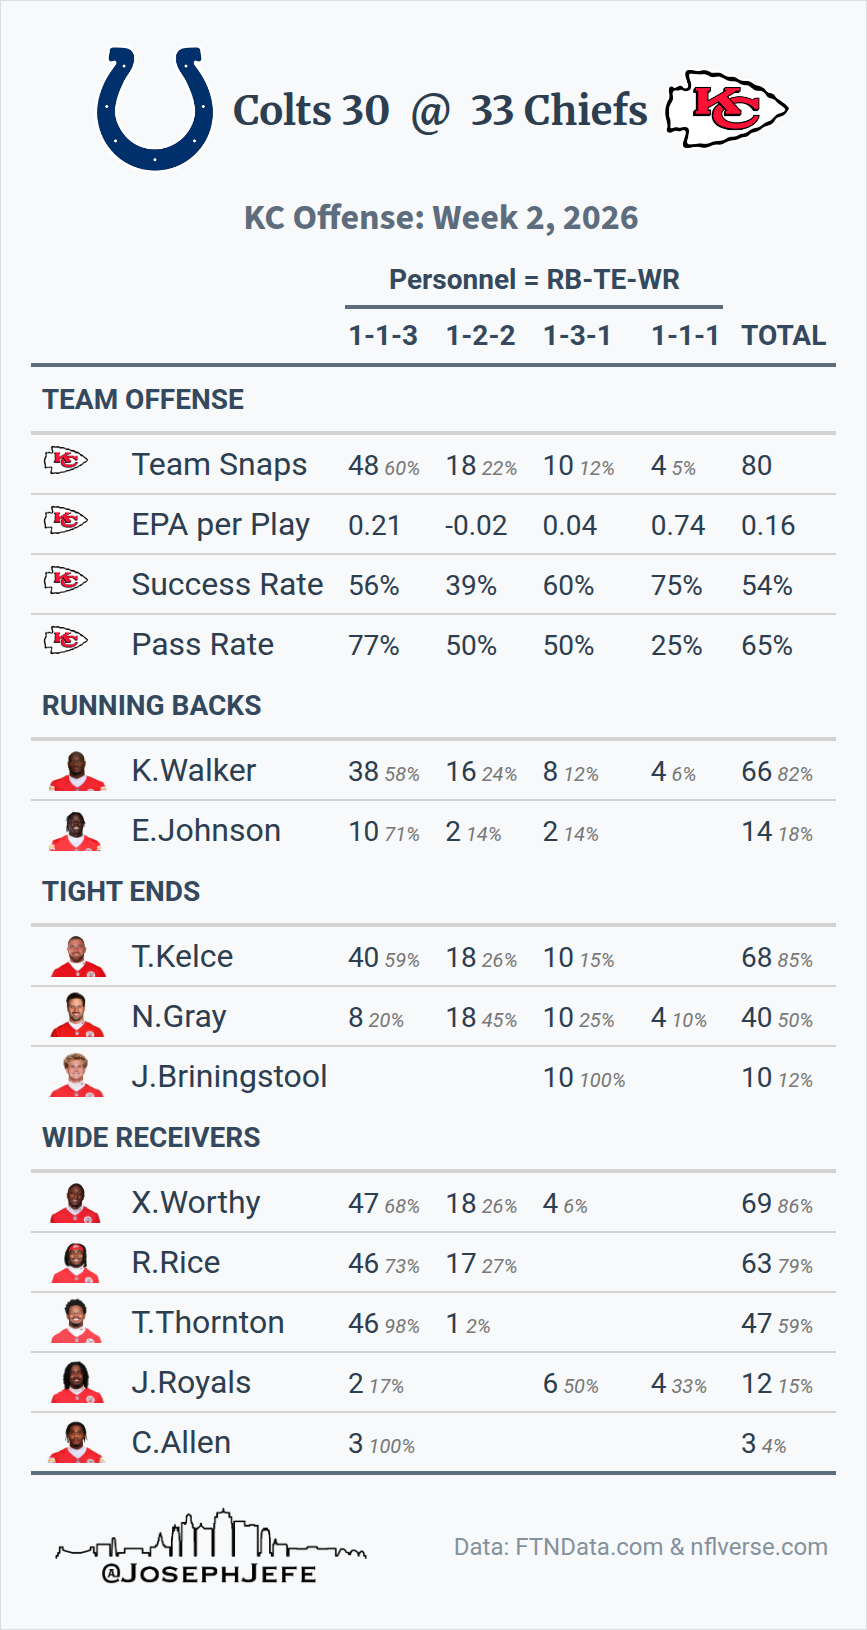 Colts 30 @ 33 Chiefs
KC Offense: Week 2, 2026
Personnel = RB-TE-WR
1-1-3 1-2-2 1-3-1 1-1-1 TOTAL
TEAM OFFENSE
Team Snaps 48 60% 18 22% 10 12% 4 5% 80
EPA per Play 0.21 -0.02 0.04 0.74 0.16
Success Rate 56% 39% 60% 75% 54%
Pass Rate 77% 50% 50% 25% 65%
RUNNING BACKS
K.Walker 38 58% 16 24% 8 12% 4 6% 66 82%
E.Johnson 10 71% 2 14% 2 14% 14 18%
TIGHT ENDS
T.Kelce 40 59% 18 26% 10 15% 68 85%
N.Gray 8 20% 18 45% 10 25% 4 10% 40 50%
J.Briningstool 10 100% 10 12%
WIDE RECEIVERS
X.Worthy 47 68% 18 26% 4 6% 69 86%
R.Rice 46 73% 17 27% 63 79%
T.Thornton 46 98% 1 2% 47 59%
J.Royals 2 17% 6 50% 4 33% 12 15%
C.Allen 3 100% 3 4%
@JOSEPHJEFE
Data: FTNData.com & nflverse.com